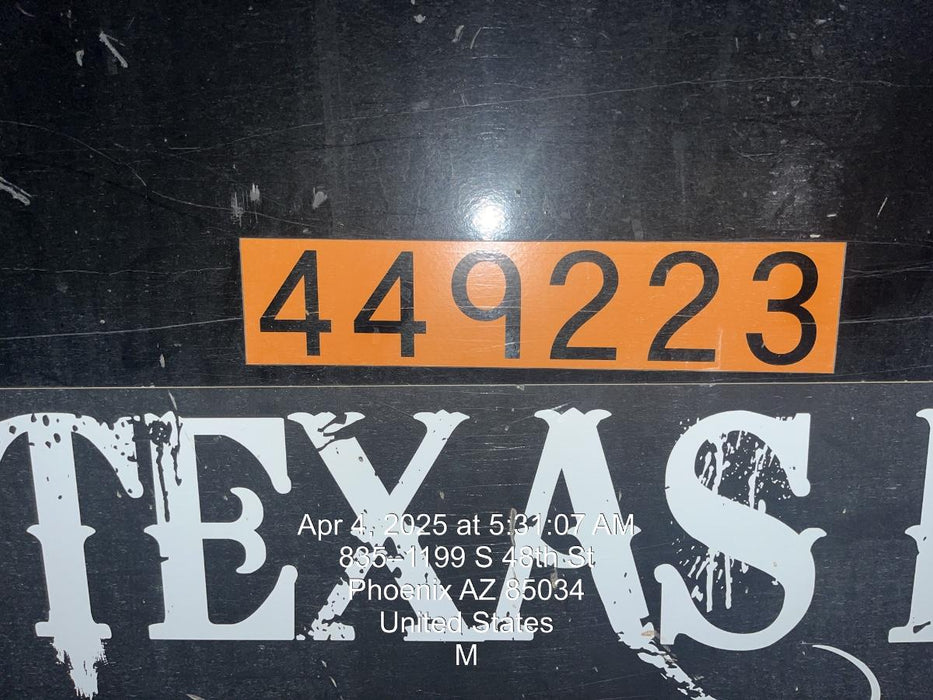 449223
TEXAS
Apr 4, 2025 at 5:31:07 AM
835–1199 S 48th St
Phoenix AZ 85034
United States
M